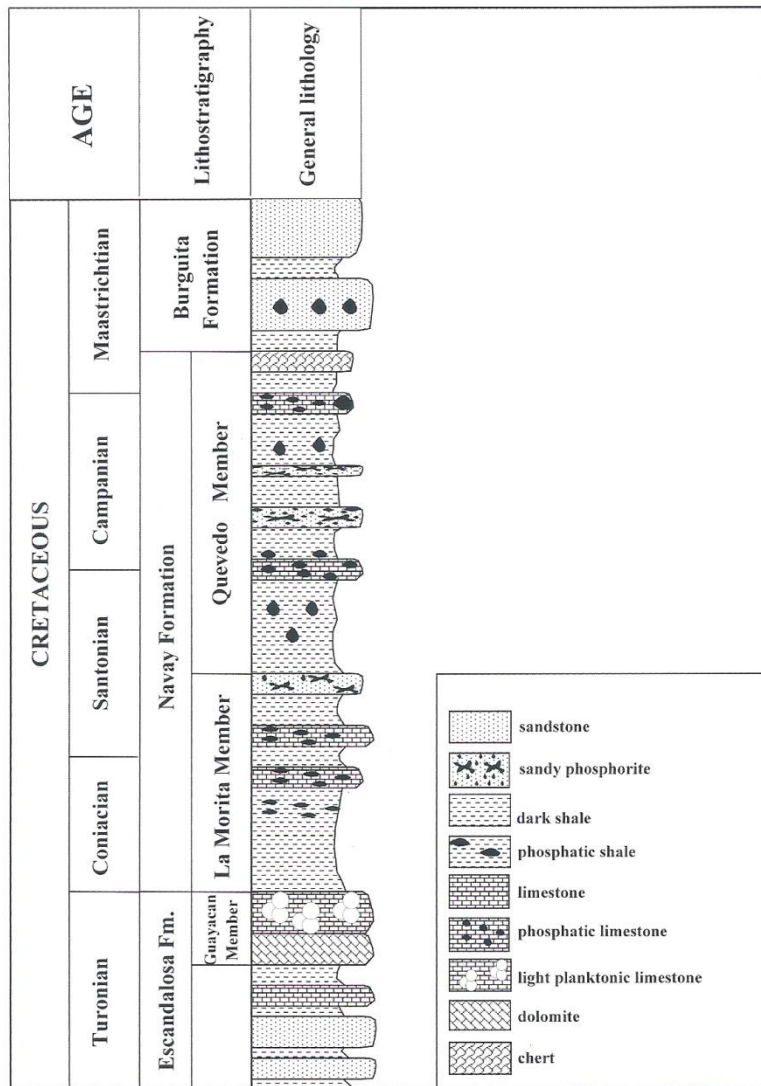 AGE
Lithostratigraphy
General lithology
CRETACEOUS
Maastrichtian
Campanian
Santonian
Coniacian
Turonian
Burguita
Formation
Navay Formation
Escandalosa Fm.
Quevedo Member
La Morita Member
Guayacan
Member
sandstone
sandy phosphorite
dark shale
phosphatic shale
limestone
phosphatic limestone
light planktonic limestone
dolomite
chert